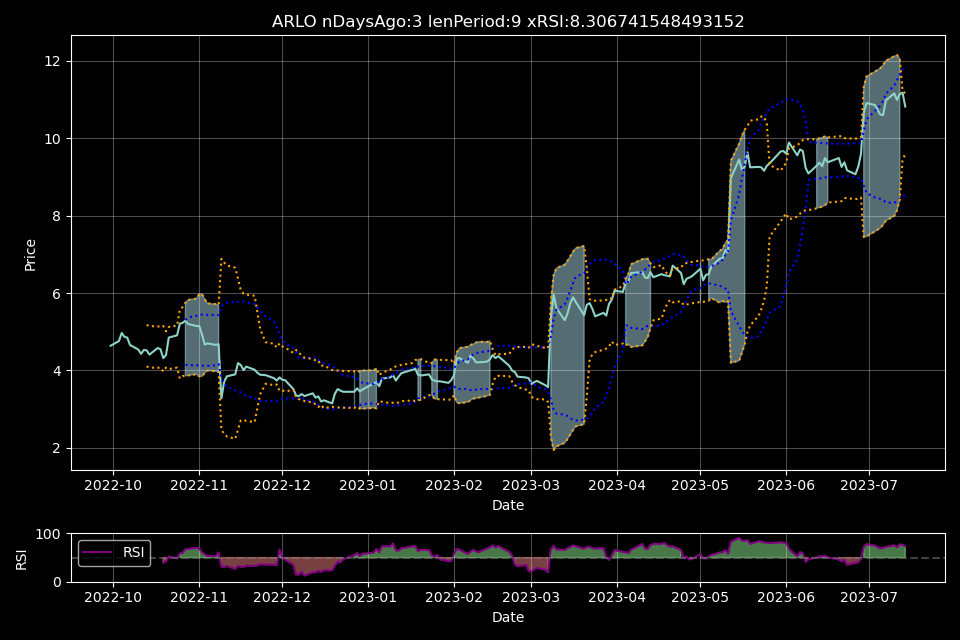 ARLO nDaysAgo:3 lenPeriod:9 xRSI:8.306741548493152
12
10
8
6
4
2
Price
2022-10 2022-11 2022-12 2023-01 2023-02 2023-03 2023-04 2023-05 2023-06 2023-07
Date
100
0
RSI
RSI
2022-10 2022-11 2022-12 2023-01 2023-02 2023-03 2023-04 2023-05 2023-06 2023-07
Date